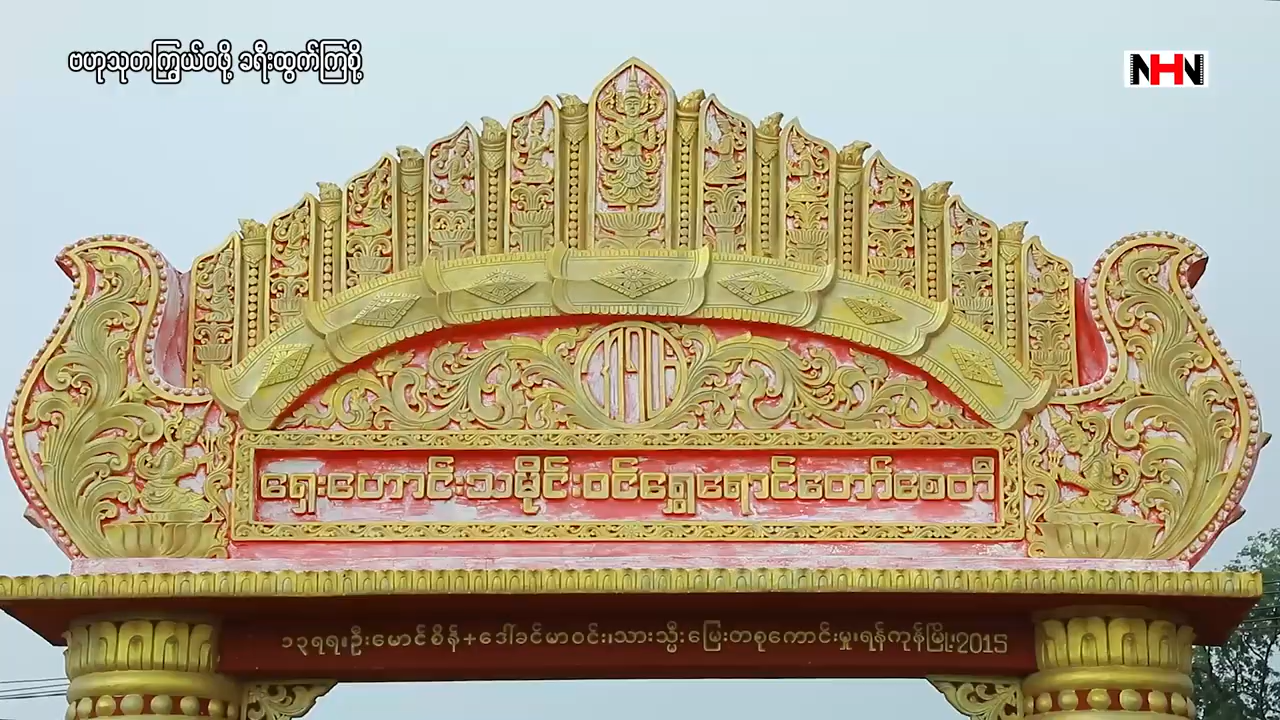 ဗဟုသုတကြွယ်ဝဖို့ ခရီးထွက်ကြစို့
NHN
ရှေးဟောင်းသမိုင်းဝင်ရွှေရောင်တော်စေတီ
၁၃၇၇၊ဦးမောင်စိန်+ဒေါ်ခင်မာဝင်း၊သားသ္မီးမြေးတစုကောင်းမှု၊ရန်ကုန်မြို့၊2015